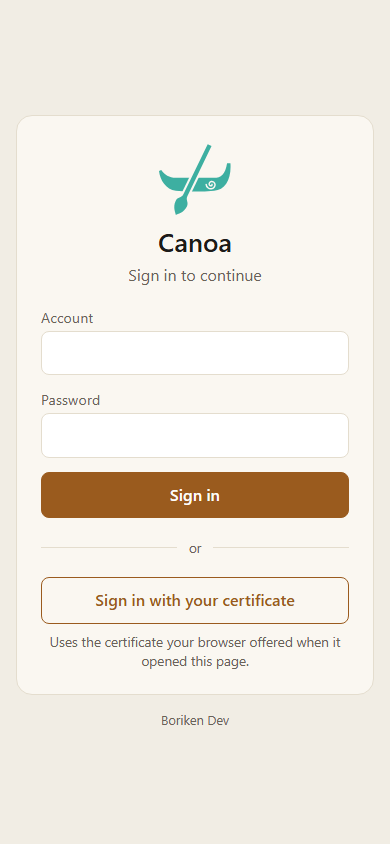 Canoa
Sign in to continue
Account
Password
Sign in
or
Sign in with your certificate
Uses the certificate your browser offered when it
opened this page.
Boriken Dev